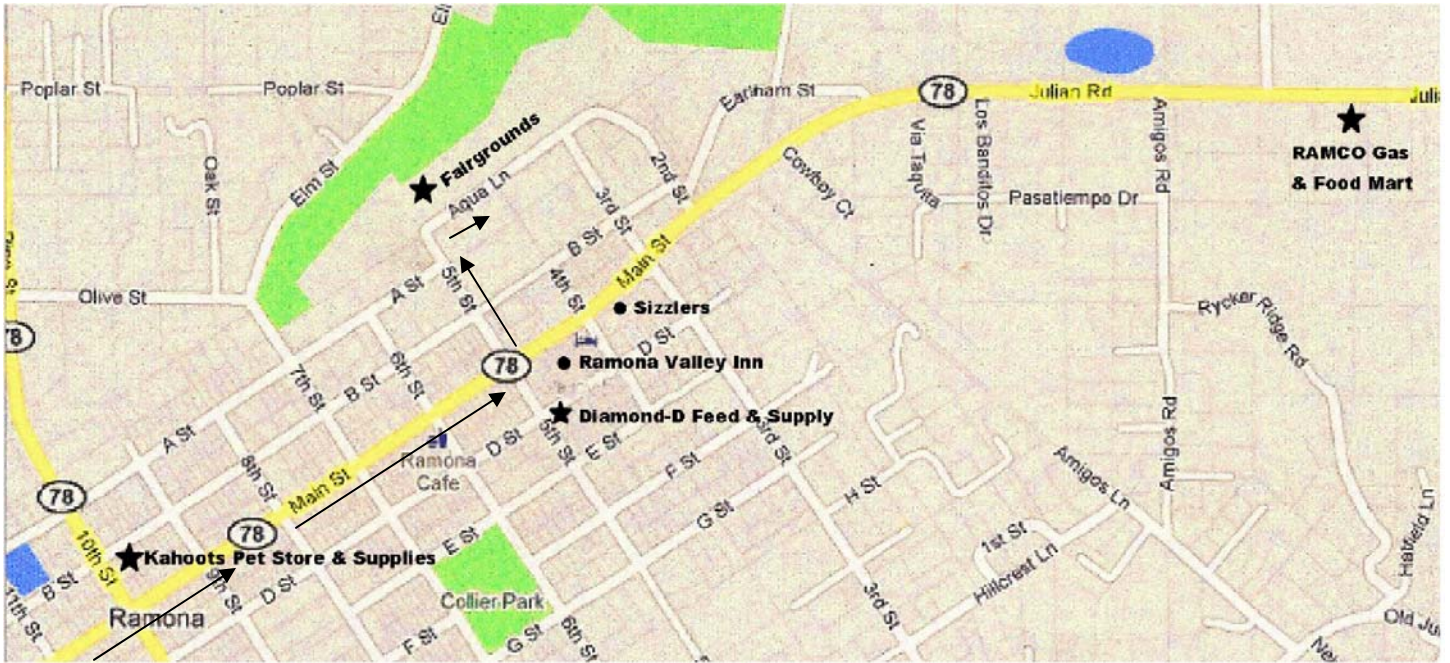 El
Poplar St
Poplar St
Earlham St
78
Julian Rd
Juli
Fairgrounds
Elm St
Oak St
Aqua Ln
2nd St
3rd St
Cowboy Ct
Via Taquita
Los Banditos Dr
Amigos Rd
RAMCO Gas
& Food Mart
Pasatiempo Dr
B St
Main St
Olive St
A St
5th St
4th St
Sizzlers
Rycker Ridge Rd
78
D St
78
Ramona Valley Inn
7th St
B St
6th St
Diamond-D Feed & Supply
A St
D St
5th St
E St
3rd St
Ramona
Cafe
F St
Amigos Rd
8th St
Main St
78
H St
Amigos Ln
G St
Hatfield Ln
10th St
78
Kahoots Pet Store & Supplies
E St
1st St
Hillcrest Ln
B St
9th St
D St
11th St
Collier Park
3rd St
Ramona
Old Ju
F St
G St
6th St